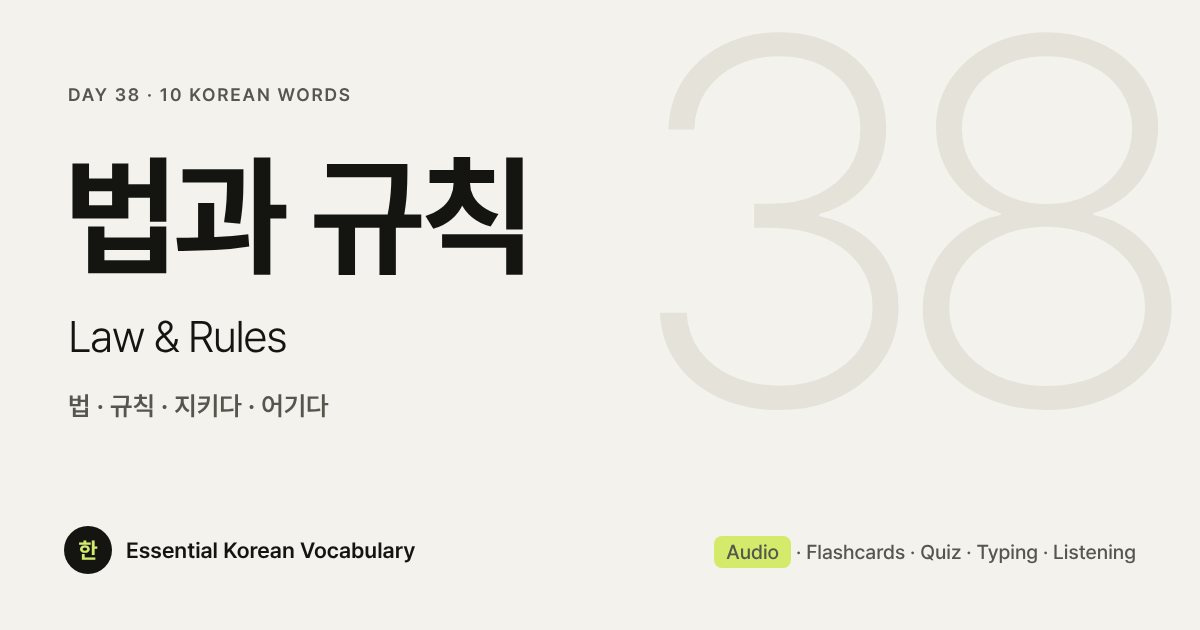 DAY 38 · 10 KOREAN WORDS
38
법과 규칙
Law & Rules
법 · 규칙 · 지키다 · 어기다
한 Essential Korean Vocabulary
Audio · Flashcards · Quiz · Typing · Listening